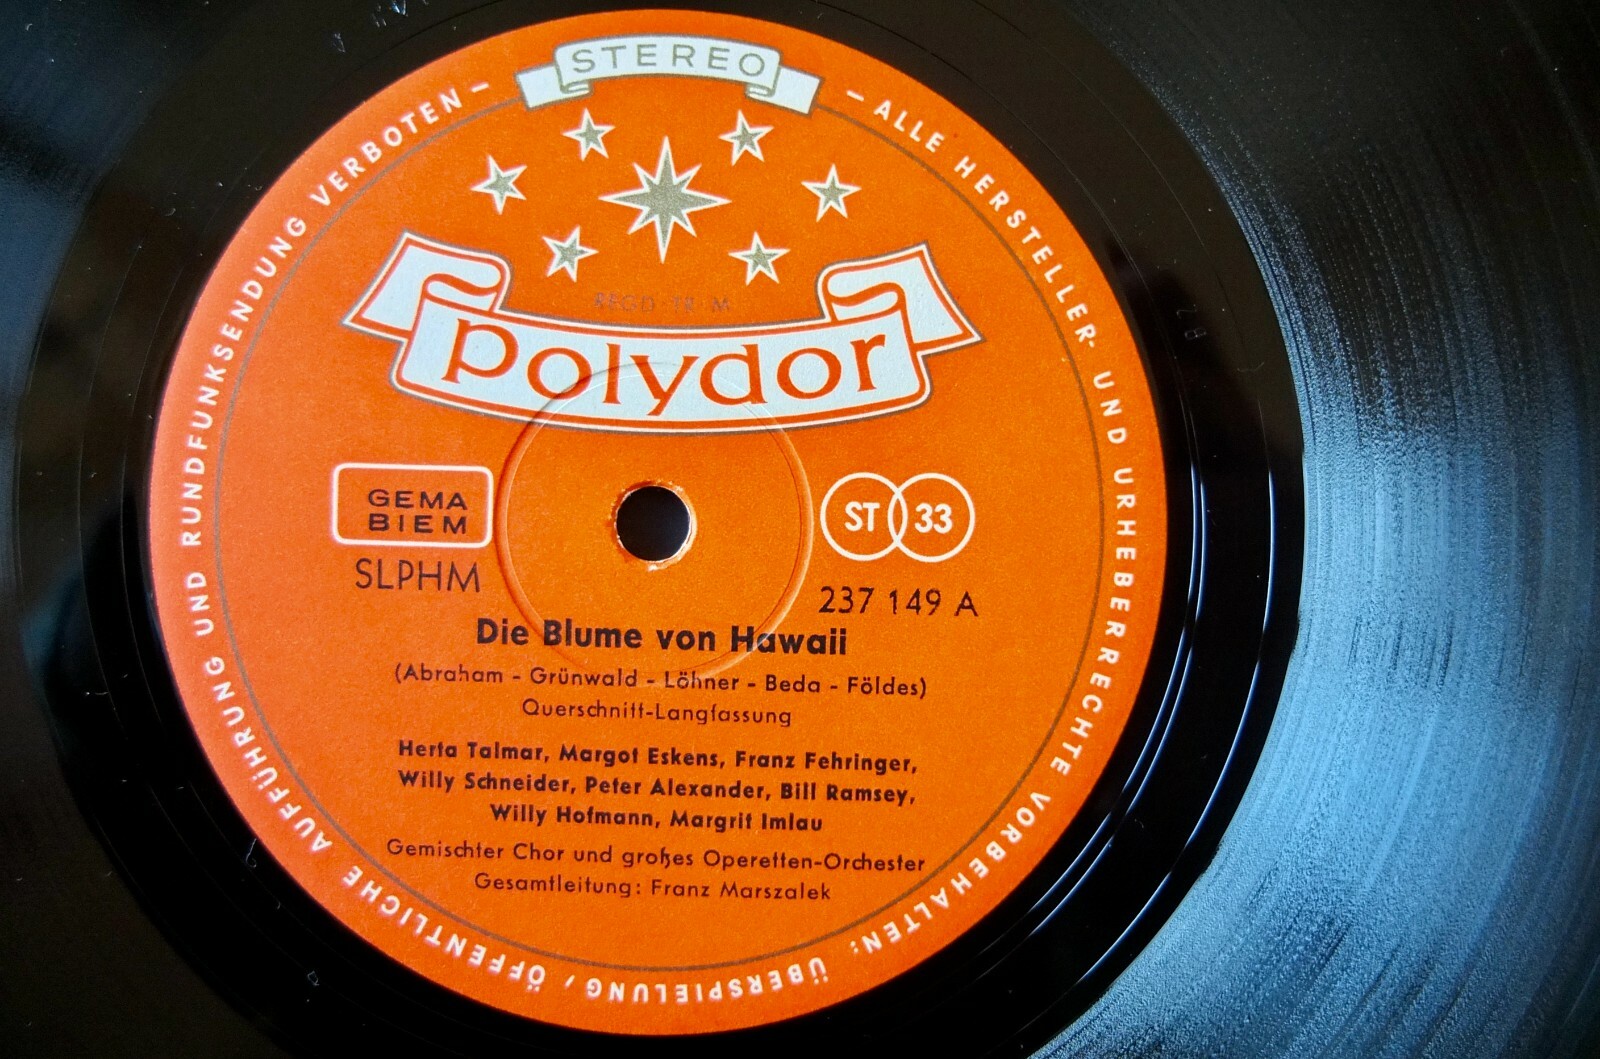 STEREO
– ALLE HERSTELLER- UND URHEBERRECHTE VORBEHALTEN: ÜBERSPIELUNG / ÖFFENTLICHE AUFFÜHRUNG UND RUNDFUNKSENDUNG VERBOTEN –
REGD TR M
polydor
GEMA
BIEM
ST 33
SLPHM
237 149 A
Die Blume von Hawaii
(Abraham - Grünwald - Löhner - Beda - Földes)
Querschnitt-Langfassung
Herta Talmar, Margot Eskens, Franz Fehringer,
Willy Schneider, Peter Alexander, Bill Ramsey,
Willy Hofmann, Margrit Imlau
Gemischter Chor und großes Operetten-Orchester
Gesamtleitung: Franz Marszalek